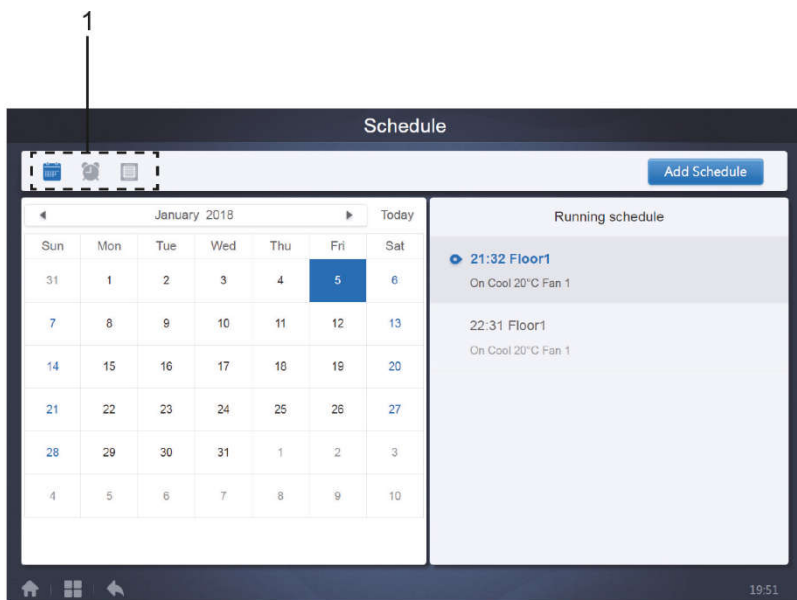 1
Schedule
Add Schedule
January 2018 Today
Sun Mon Tue Wed Thu Fri Sat
31 1 2 3 4 5 6
7 8 9 10 11 12 13
14 15 16 17 18 19 20
21 22 23 24 25 26 27
28 29 30 31 1 2 3
4 5 6 7 8 9 10
Running schedule
21:32 Floor1
On Cool 20°C Fan 1
22:31 Floor1
On Cool 20°C Fan 1
19:51